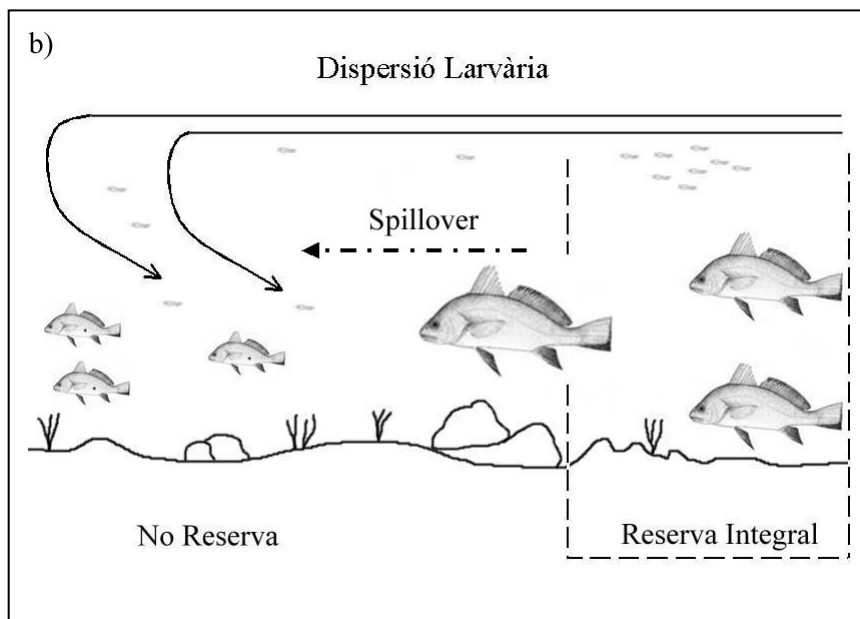 b)
Dispersió Larvària
Spillover
No Reserva
Reserva Integral